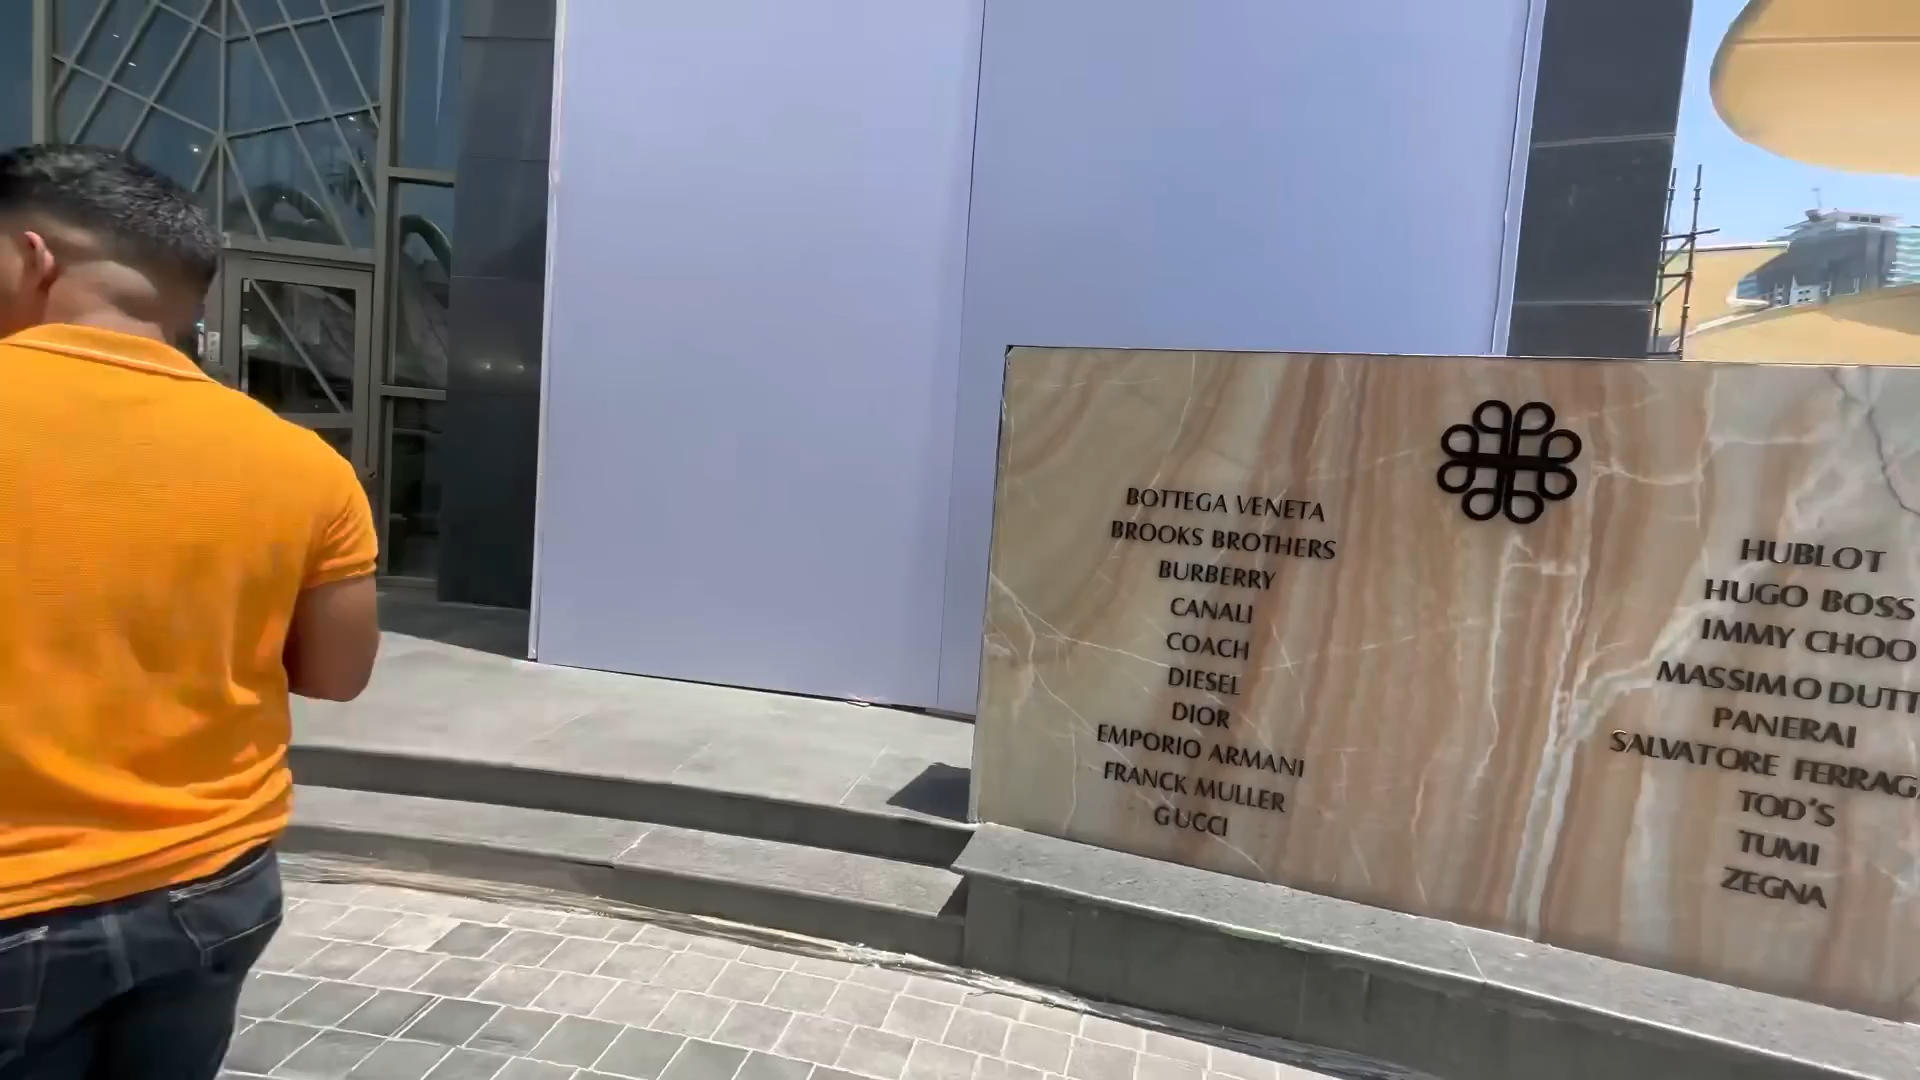 BOTTEGA VENETA
BROOKS BROTHERS
BURBERRY
CANALI
COACH
DIESEL
DIOR
EMPORIO ARMANI
FRANCK MULLER
GUCCI
HUBLOT
HUGO BOSS
IMMY CHOO
MASSIMO DUTT
PANERAI
SALVATORE FERRAG
TOD'S
TUMI
ZEGNA